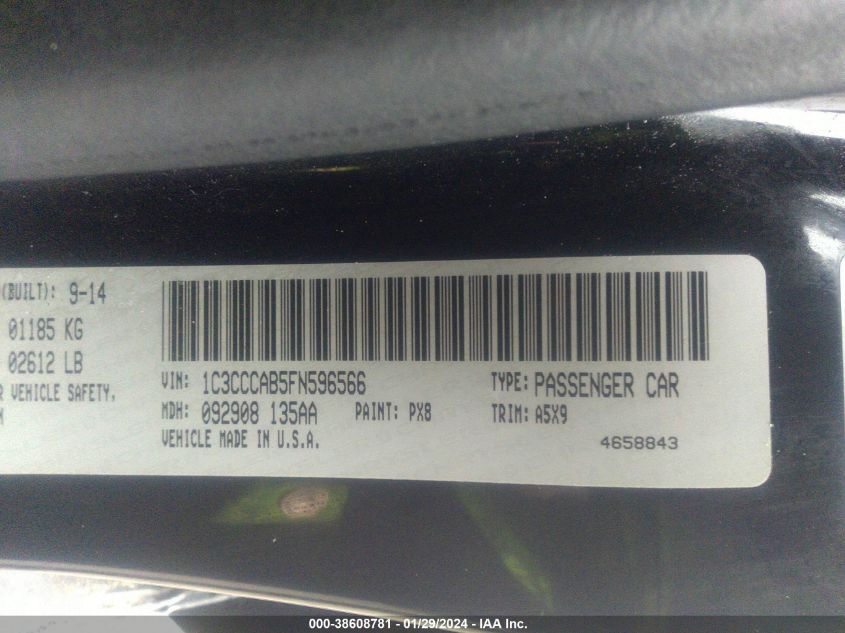 (BUILT): 9-14
01185 KG
02612 LB
VEHICLE SAFETY,
VIN: 1C3CCCAB5FN596566
TYPE: PASSENGER CAR
MDH: 092908 135AA
PAINT: PX8
TRIM: A5X9
VEHICLE MADE IN U.S.A.
4658843
000-38608781 - 01/29/2024 - IAA Inc.